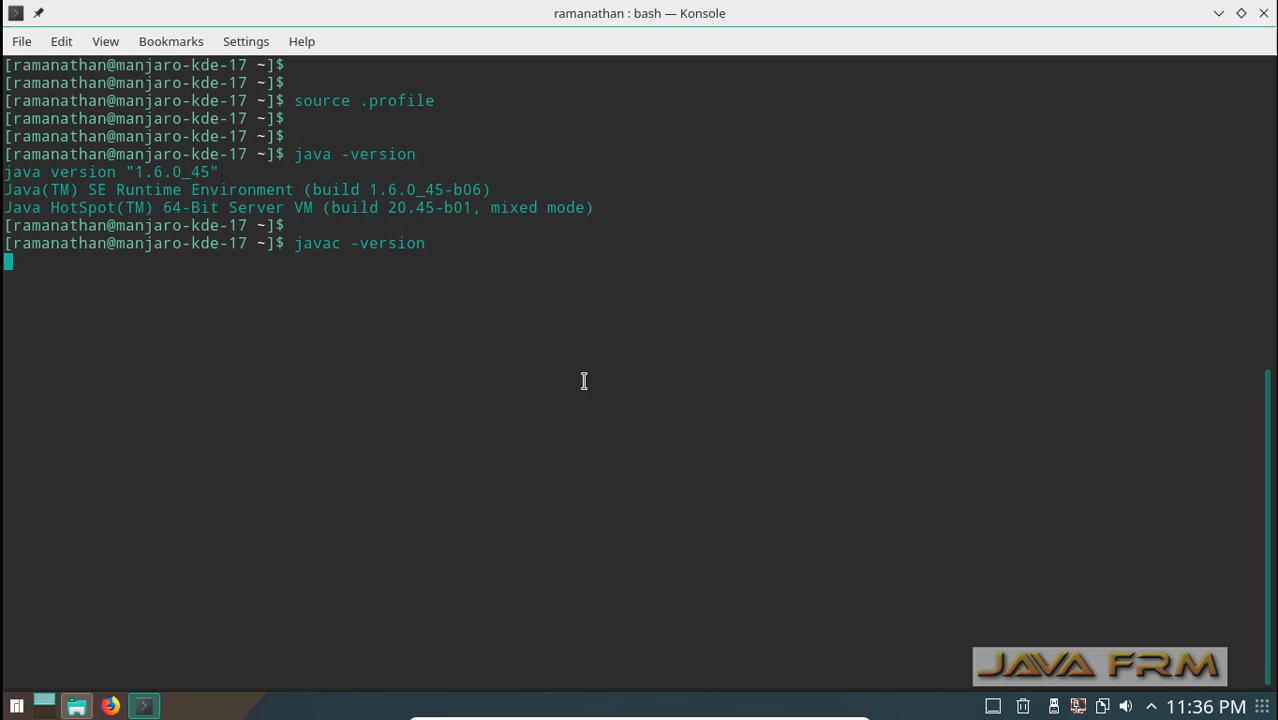 ramanathan : bash — Konsole
File Edit View Bookmarks Settings Help
[ramanathan@manjaro-kde-17 ~]$
[ramanathan@manjaro-kde-17 ~]$
[ramanathan@manjaro-kde-17 ~]$ source .profile
[ramanathan@manjaro-kde-17 ~]$
[ramanathan@manjaro-kde-17 ~]$
[ramanathan@manjaro-kde-17 ~]$ java -version
java version "1.6.0_45"
Java(TM) SE Runtime Environment (build 1.6.0_45-b06)
Java HotSpot(TM) 64-Bit Server VM (build 20.45-b01, mixed mode)
[ramanathan@manjaro-kde-17 ~]$
[ramanathan@manjaro-kde-17 ~]$ javac -version
JAVA FRM
11:36 PM